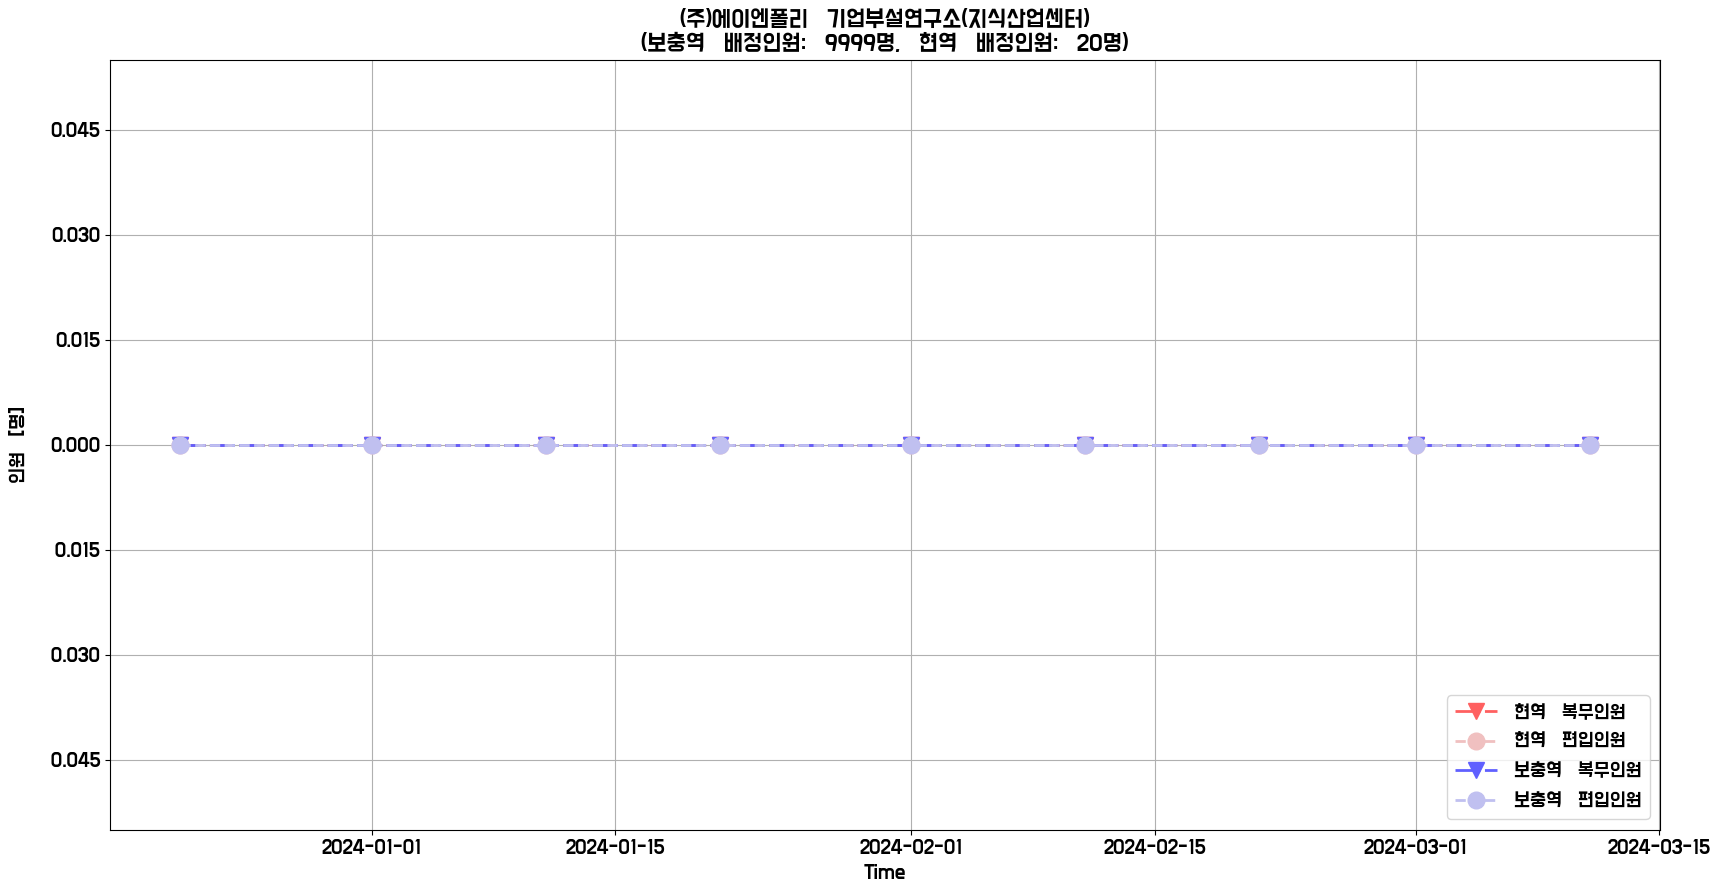 (주)에이엔폴리 기업부설연구소(지식산업센터)
(보충역 배정인원: 9999명, 현역 배정인원: 20명)
인원 [명]
0.045
0.030
0.015
0.000
0.015
0.030
0.045
현역 복무인원
현역 편입인원
보충역 복무인원
보충역 편입인원
2024-01-01 2024-01-15 2024-02-01 2024-02-15 2024-03-01 2024-03-15
Time